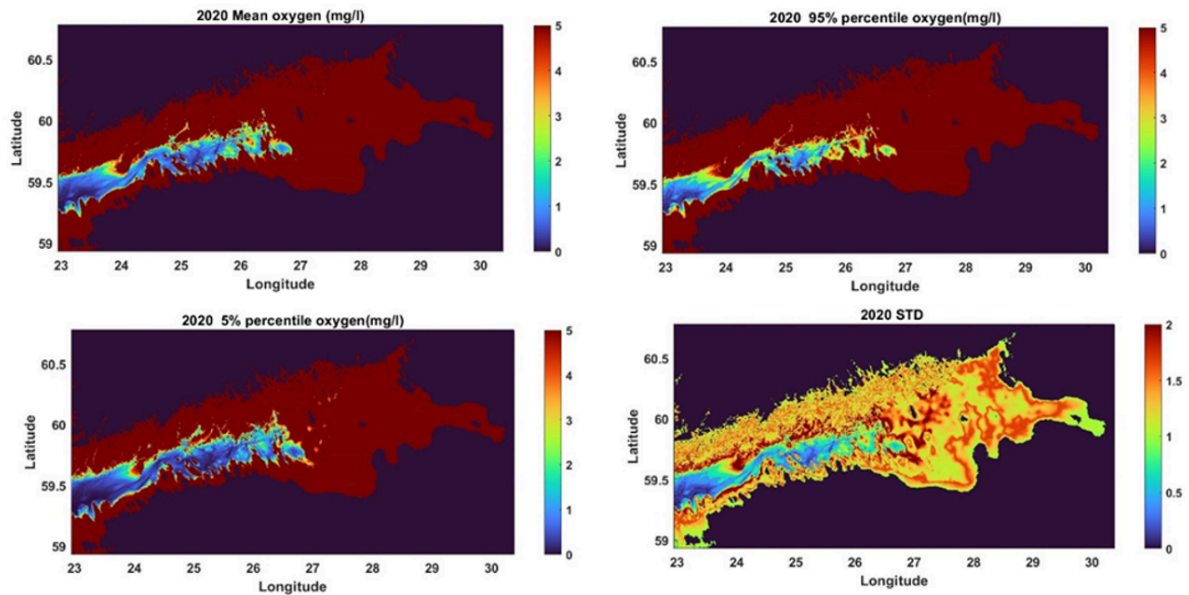 2020 Mean oxygen (mg/l)
60.5
60
59.5
59
Latitude
23 24 25 26 27 28 29 30
Longitude
5
4
3
2
1
0
2020 95% percentile oxygen(mg/l)
60.5
60
59.5
59
Latitude
23 24 25 26 27 28 29 30
Longitude
5
4
3
2
1
0
2020 5% percentile oxygen(mg/l)
60.5
60
59.5
59
Latitude
23 24 25 26 27 28 29 30
Longitude
5
4
3
2
1
0
2020 STD
60.5
60
59.5
59
Latitude
23 24 25 26 27 28 29 30
Longitude
2
1.5
1
0.5
0